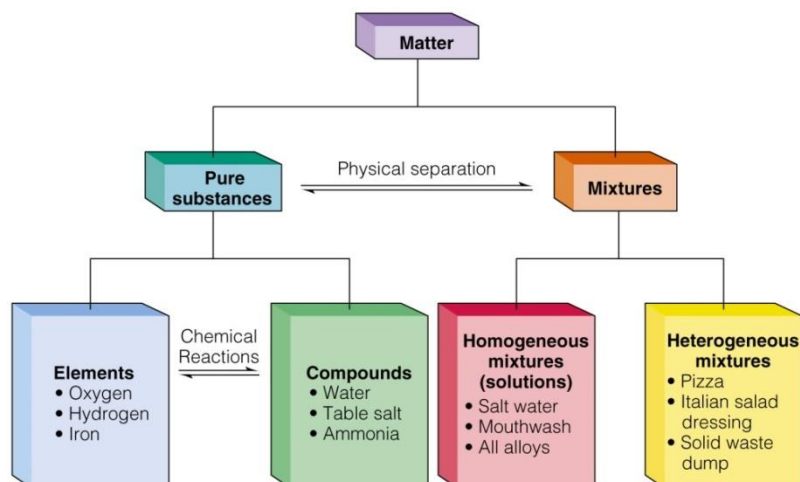 Matter
Pure
substances
Physical separation
Mixtures
Elements
• Oxygen
• Hydrogen
• Iron
Chemical
Reactions
Compounds
• Water
• Table salt
• Ammonia
Homogeneous
mixtures
(solutions)
• Salt water
• Mouthwash
• All alloys
Heterogeneous
mixtures
• Pizza
• Italian salad
dressing
• Solid waste
dump